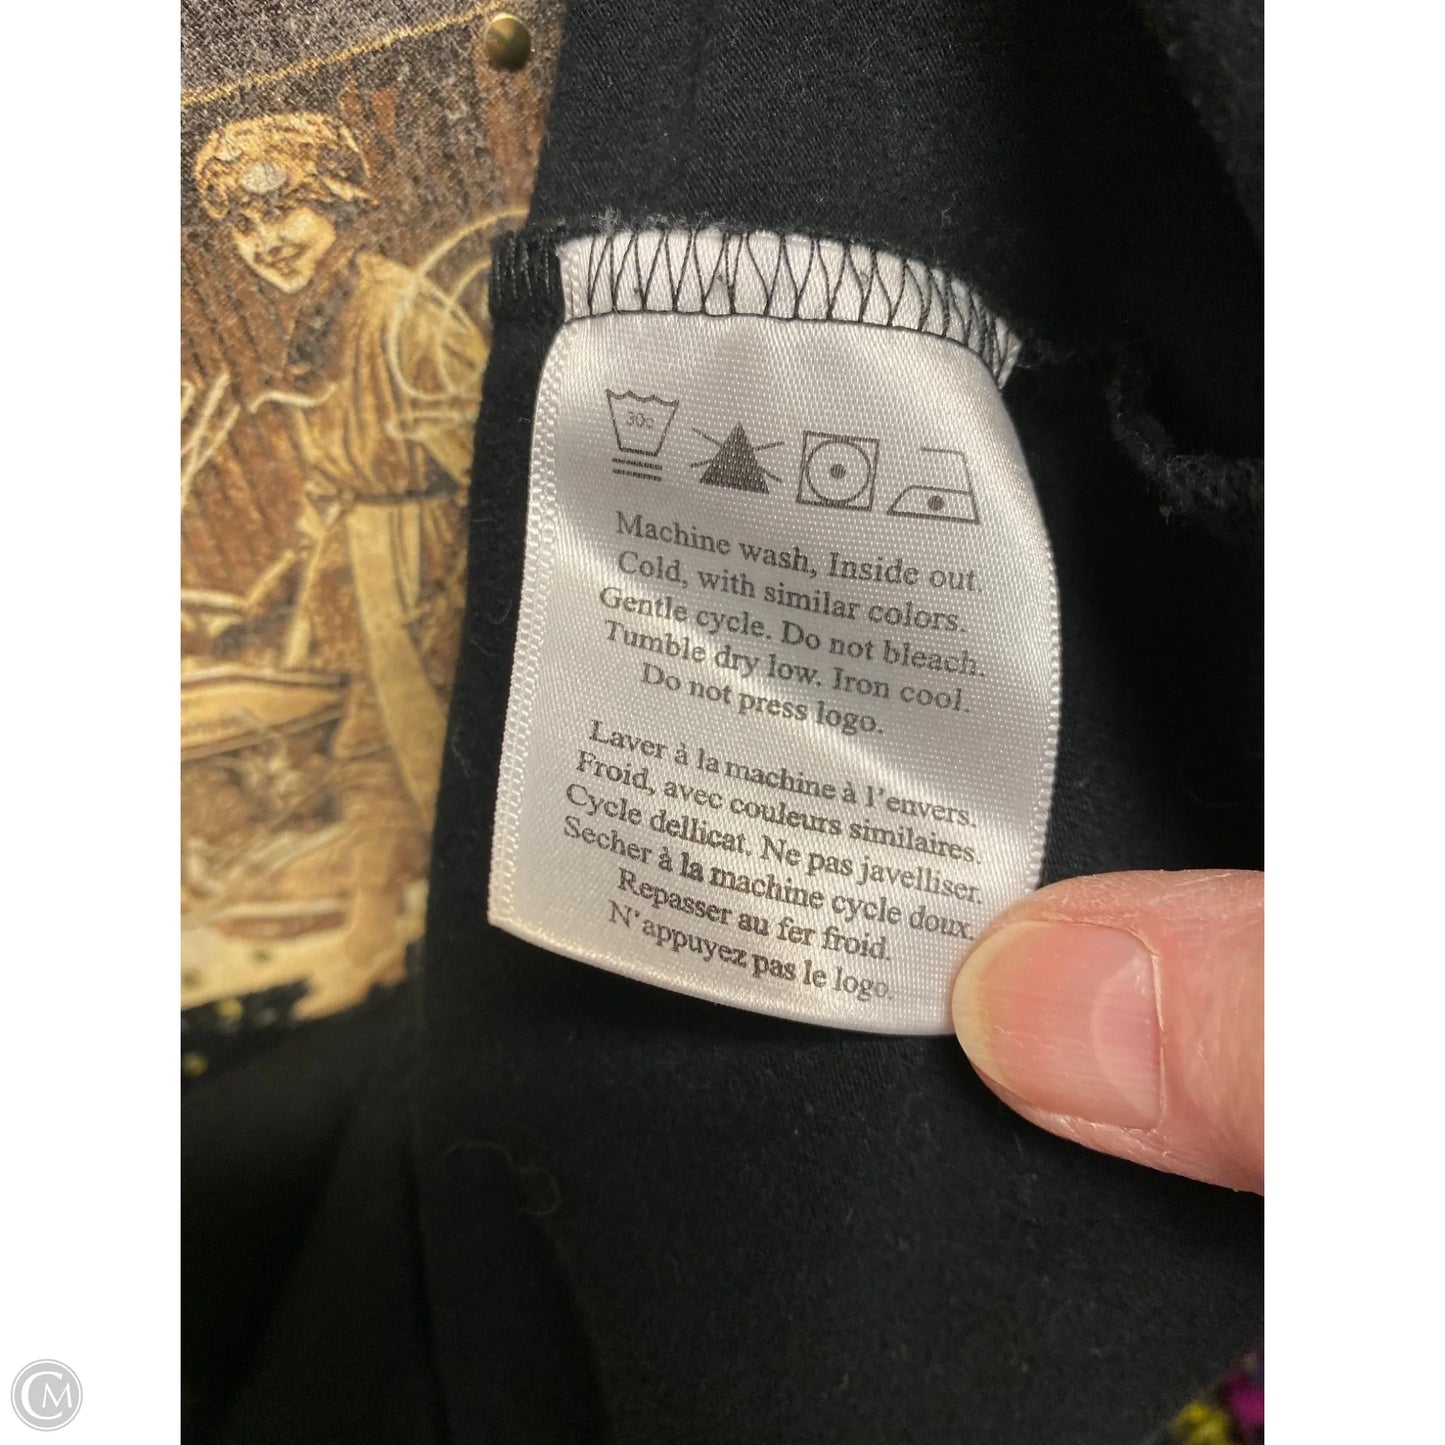 30c
Machine wash, Inside out.
Cold, with similar colors.
Gentle cycle. Do not bleach.
Tumble dry low. Iron cool.
Do not press logo.
Laver à la machine à l'envers.
Froid, avec couleurs similaires.
Cycle dellicat. Ne pas javelliser.
Secher à la machine cycle doux.
Repasser au fer froid.
N'appuyez pas le logo.
CM